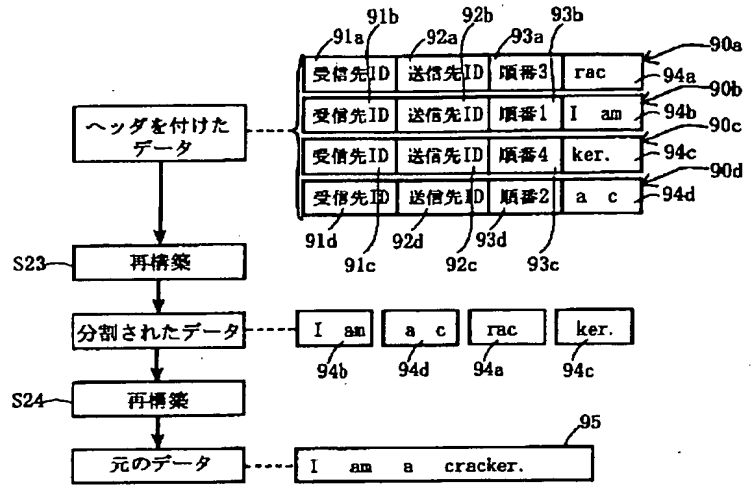 91a 91b 92a 92b 93a 93b 90a
受信先ID 送信先ID 順番3 rac 94a
90b
受信先ID 送信先ID 順番1 I am 94b
90c
ヘッダを付けた
データ
受信先ID 送信先ID 順番4 ker. 94c
90d
受信先ID 送信先ID 順番2 a c 94d
91d 91c 92d 92c 93d 93c
S23 再構築
分割されたデータ I am a c rac ker.
94b 94d 94a 94c
S24 再構築
95
元のデータ I am a cracker.